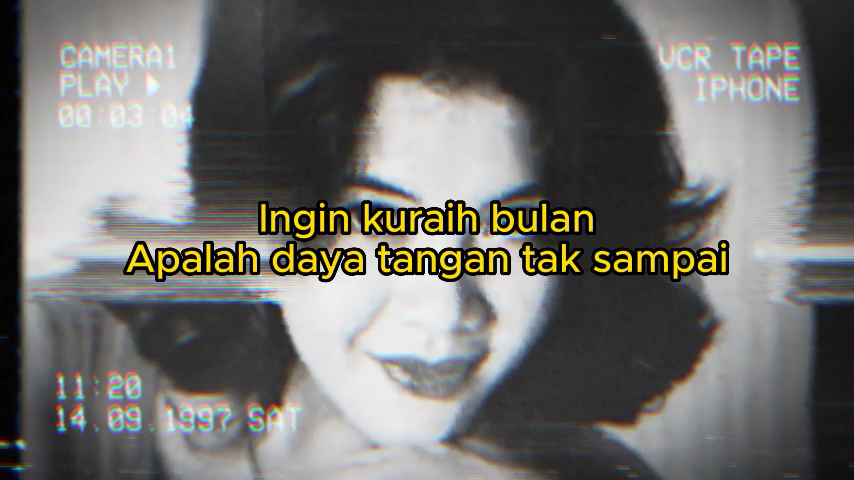 CAMERA1
PLAY
00:03:04
VCR TAPE
IPHONE
Ingin kuraih bulan
Apalah daya tangan tak sampai
11:20
14.09.1997 SAT